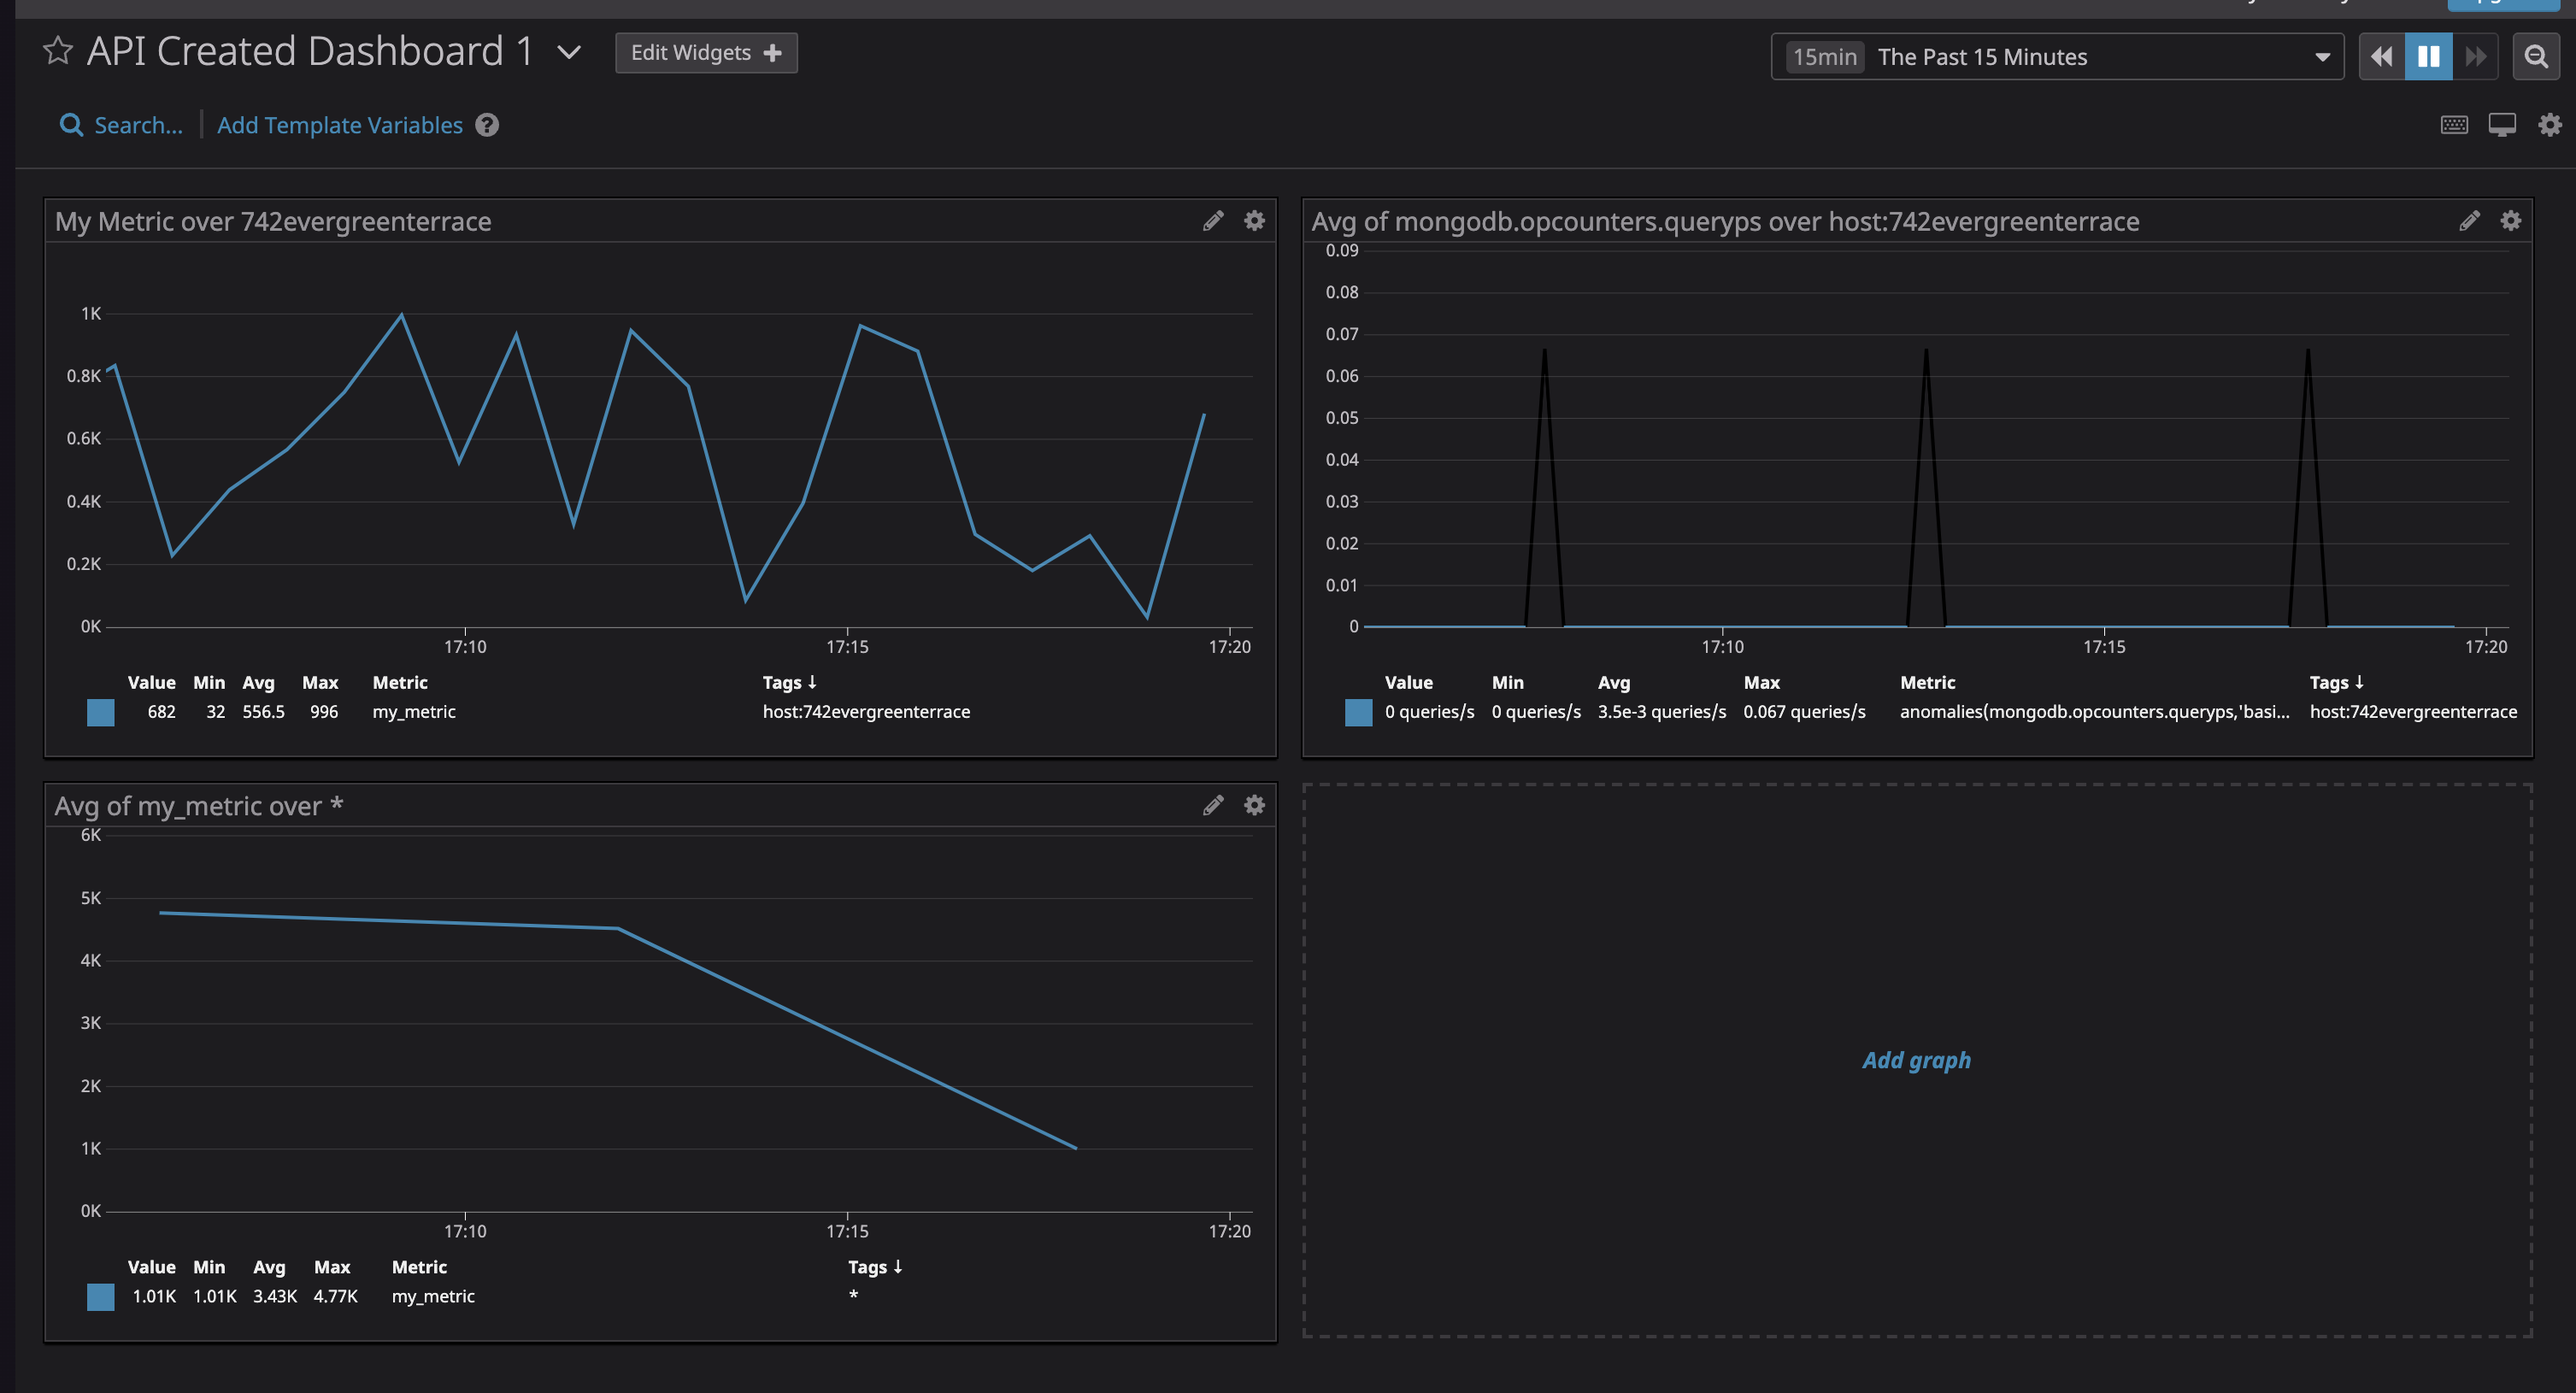 API Created Dashboard 1
Edit Widgets
15min The Past 15 Minutes
Search...
Add Template Variables
My Metric over 742evergreenterrace
1K
0.8K
0.6K
0.4K
0.2K
0K
17:10 17:15 17:20
Value Min Avg Max Metric Tags ↓
682 32 556.5 996 my_metric host:742evergreenterrace
Avg of mongodb.opcounters.queryps over host:742evergreenterrace
0.09
0.08
0.07
0.06
0.05
0.04
0.03
0.02
0.01
0
17:10 17:15 17:20
Value Min Avg Max Metric Tags ↓
0 queries/s 0 queries/s 3.5e-3 queries/s 0.067 queries/s anomalies(mongodb.opcounters.queryps,'basi... host:742evergreenterrace
Avg of my_metric over *
6K
5K
4K
3K
2K
1K
0K
17:10 17:15 17:20
Value Min Avg Max Metric Tags ↓
1.01K 1.01K 3.43K 4.77K my_metric *
Add graph